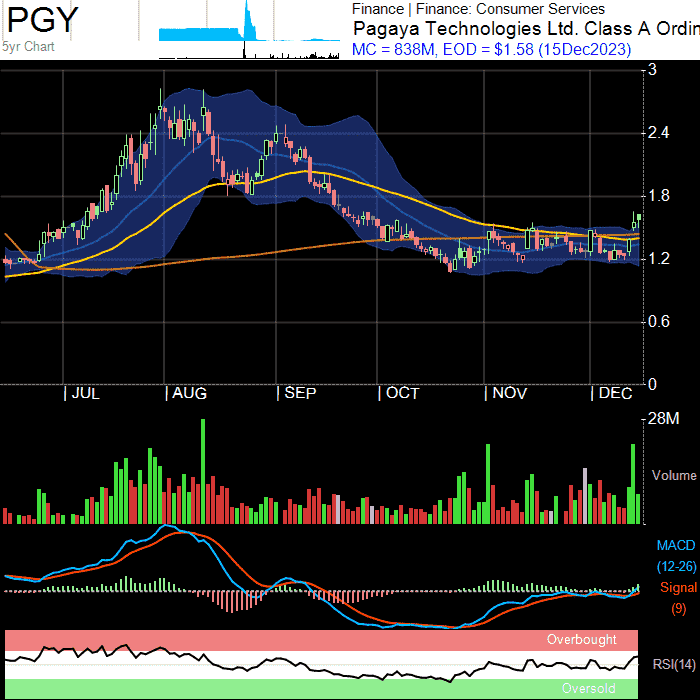 PGY
5yr Chart
Finance | Finance: Consumer Services
Pagaya Technologies Ltd. Class A Ordin
MC = 838M, EOD = $1.58 (15Dec2023)
3
2.4
1.8
1.2
0.6
0
| JUL | AUG | SEP | OCT | NOV | DEC
28M
Volume
MACD
(12-26)
Signal
(9)
Overbought
RSI(14)
Oversold